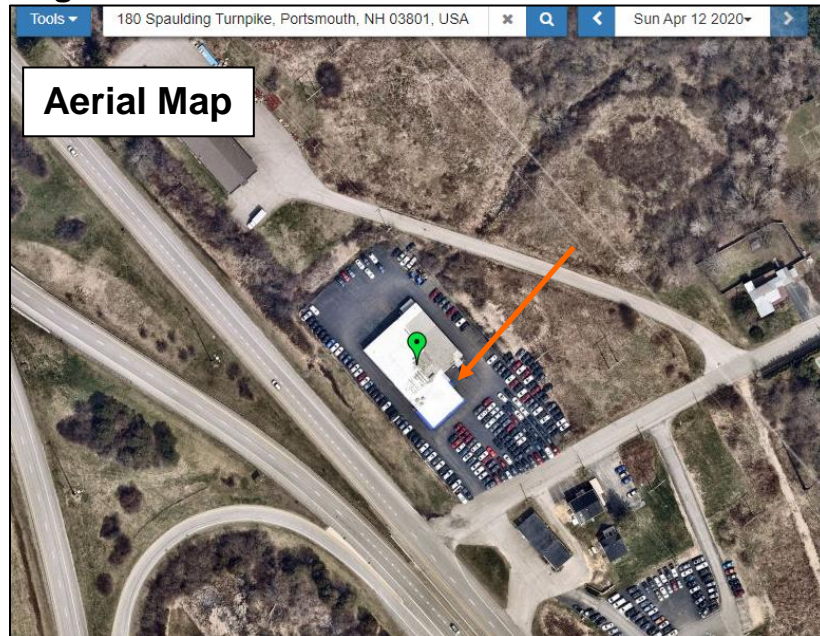 Tools
180 Spaulding Turnpike, Portsmouth, NH 03801, USA
Sun Apr 12 2020
Aerial Map